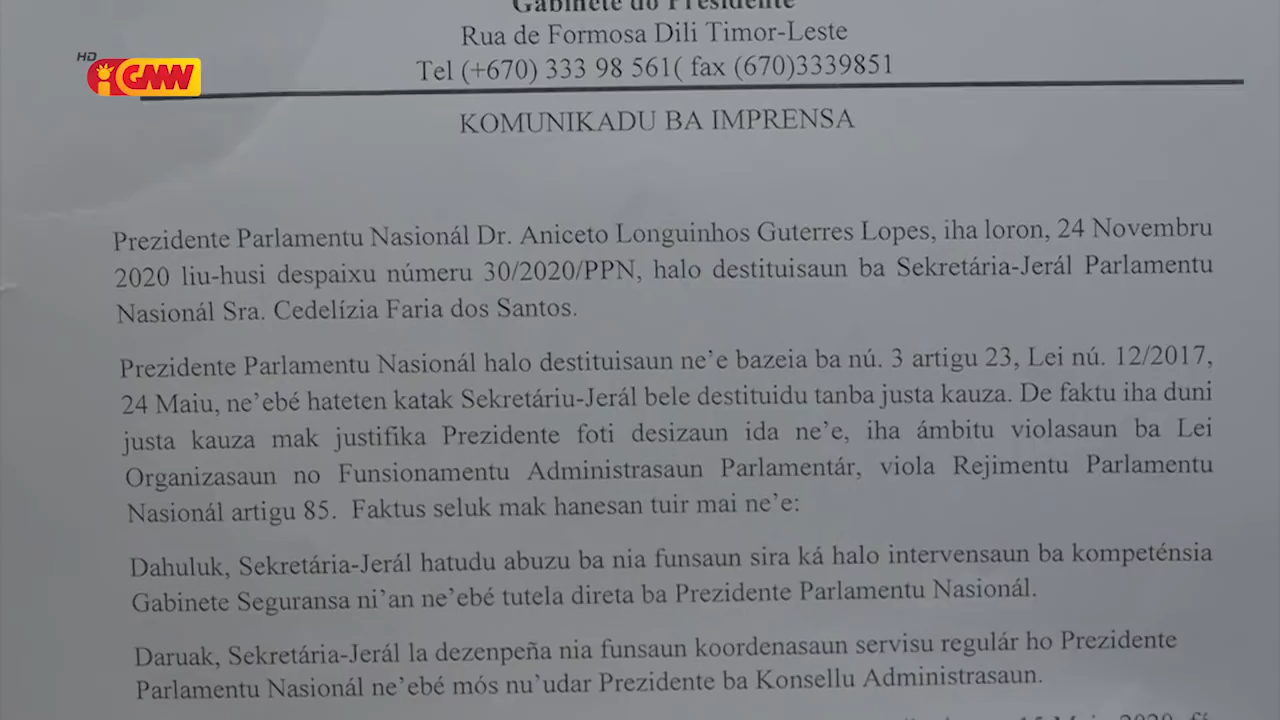 Gabinete do Presidente
Rua de Formosa Dili Timor-Leste
HD
GMN
Tel (+670) 333 98 561( fax (670)3339851
KOMUNIKADU BA IMPRENSA
Prezidente Parlamentu Nasionál Dr. Aniceto Longuinhos Guterres Lopes, iha loron, 24 Novembru
2020 liu-husi despaixu númeru 30/2020/PPN, halo destituisaun ba Sekretária-Jerál Parlamentu
Nasionál Sra. Cedelízia Faria dos Santos.
Prezidente Parlamentu Nasionál halo destituisaun ne’e bazeia ba nú. 3 artigu 23, Lei nú. 12/2017,
24 Maiu, ne’ebé hateten katak Sekretáriu-Jerál bele destituidu tanba justa kauza. De faktu iha duni
justa kauza mak justifika Prezidente foti desizaun ida ne’e, iha ámbitu violasaun ba Lei
Organizasaun no Funsionamentu Administrasaun Parlamentár, viola Rejimentu Parlamentu
Nasionál artigu 85. Faktus seluk mak hanesan tuir mai ne’e:
Dahuluk, Sekretária-Jerál hatudu abuzu ba nia funsaun sira ká halo intervensaun ba kompeténsia
Gabinete Seguransa ni’an ne’ebé tutela direta ba Prezidente Parlamentu Nasionál.
Daruak, Sekretária-Jerál la dezenpeña nia funsaun koordenasaun servisu regulár ho Prezidente
Parlamentu Nasionál ne’ebé mós nu’udar Prezidente ba Konsellu Administrasaun.